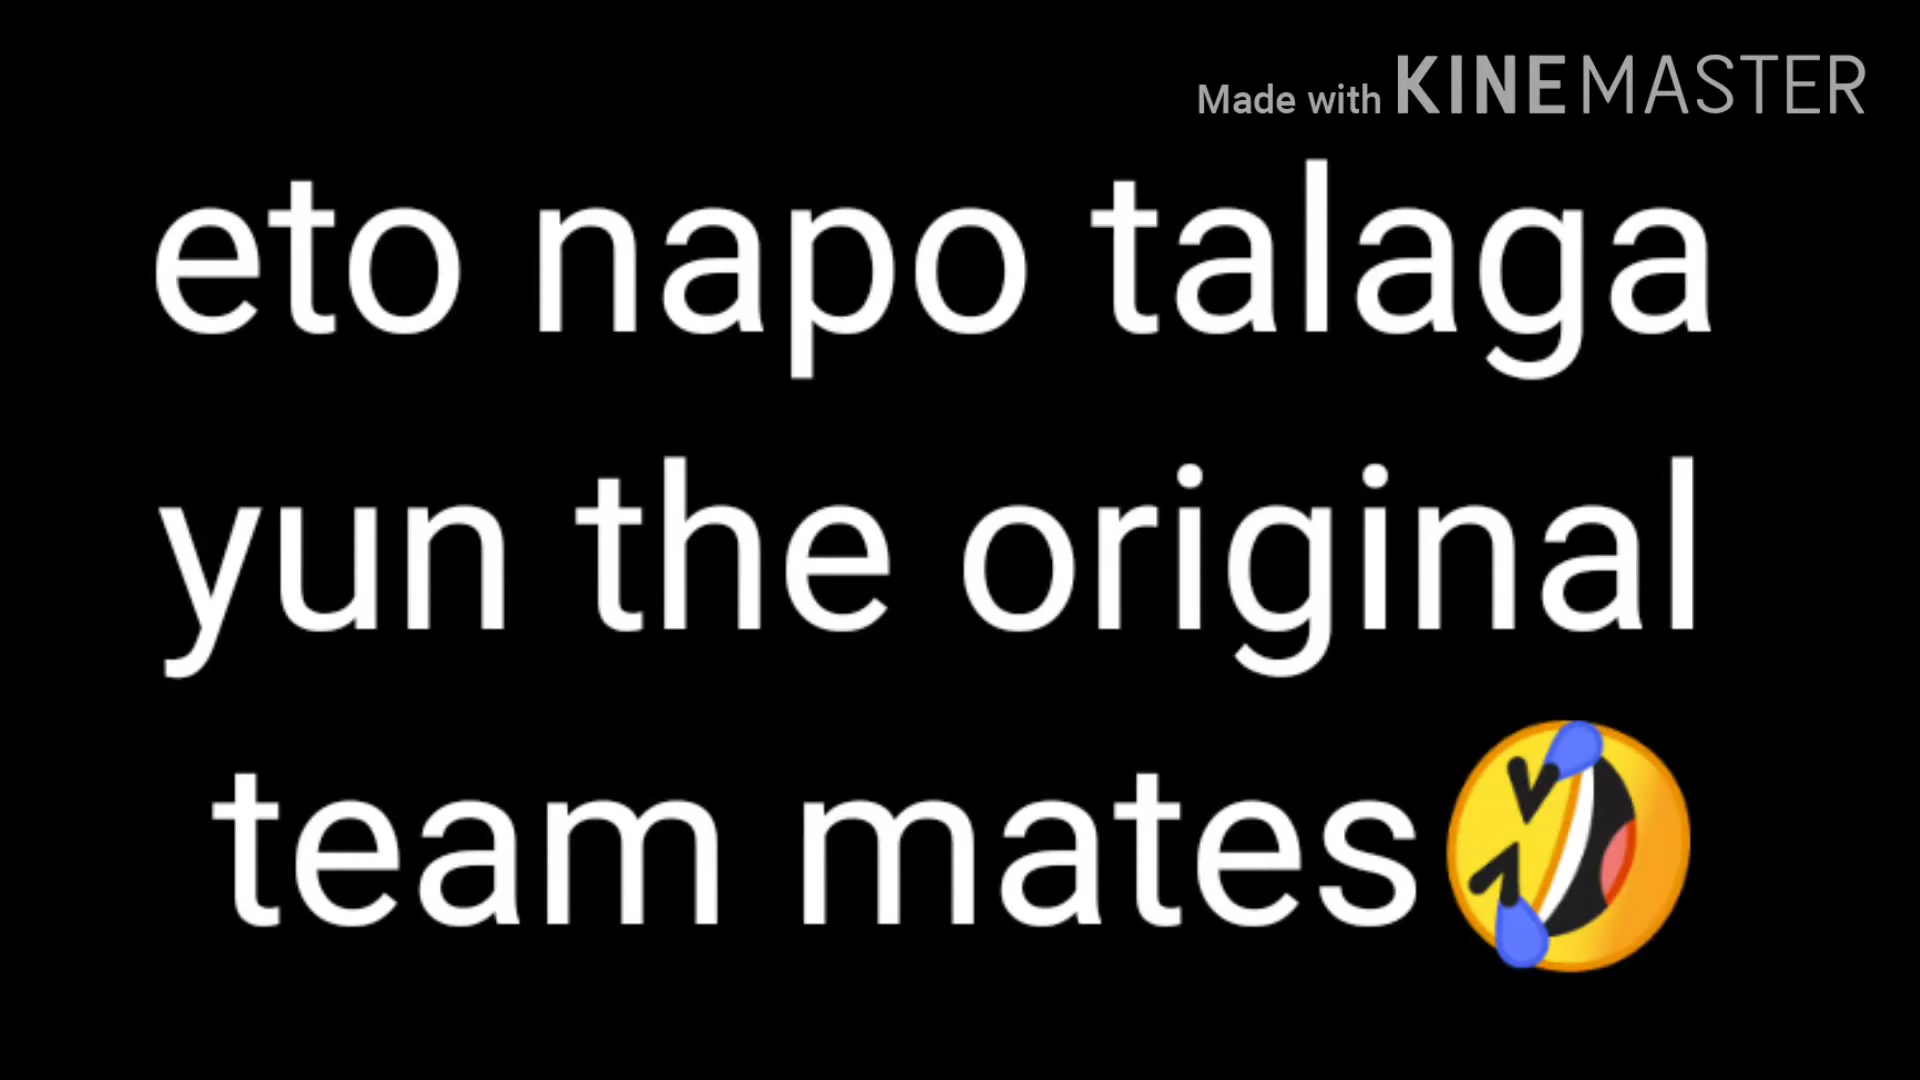 Made with KINEMASTER
eto napo talaga
yun the original
team mates🤣